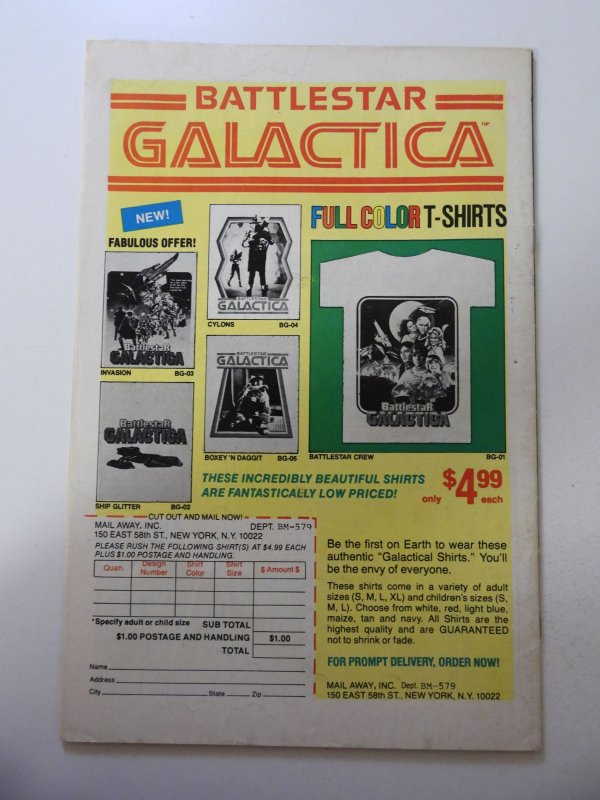 BATTLESTAR
GALACTICA™
NEW!
FABULOUS OFFER!
FULL COLOR T-SHIRTS
Battlestar
GALACTICA
INVASION BG-03
BATTLESTAR
GALACTICA
CYLONS BG-04
Battlestar
GALACTICA
SHIP GLITTER BG-02
BATTLESTAR
GALACTICA
BOXEY 'N DAGGIT BG-05
Battlestar
GALACTICA
BATTLESTAR CREW BG-01
THESE INCREDIBLY BEAUTIFUL SHIRTS
ARE FANTASTICALLY LOW PRICED!
only $4.99 each
CUT OUT AND MAIL NOW!
MAIL AWAY, INC. DEPT. BM-579
150 EAST 58th ST., NEW YORK, N.Y. 10022
PLEASE RUSH THE FOLLOWING SHIRT(S) AT $4.99 EACH
PLUS $1.00 POSTAGE AND HANDLING.
Quan. Design Number Shirt Color Shirt Size $ Amount $
*Specify adult or child size SUB TOTAL
$1.00 POSTAGE AND HANDLING $1.00
TOTAL
Name
Address
City State Zip
Be the first on Earth to wear these
authentic "Galactical Shirts." You'll
be the envy of everyone.
These shirts come in a variety of adult
sizes (S, M, L, XL) and children's sizes (S,
M, L). Choose from white, red, light blue,
maize, tan and navy. All Shirts are the
highest quality and are GUARANTEED
not to shrink or fade.
FOR PROMPT DELIVERY, ORDER NOW!
MAIL AWAY, INC. Dept. BM-579
150 EAST 58th ST., NEW YORK, N.Y. 10022